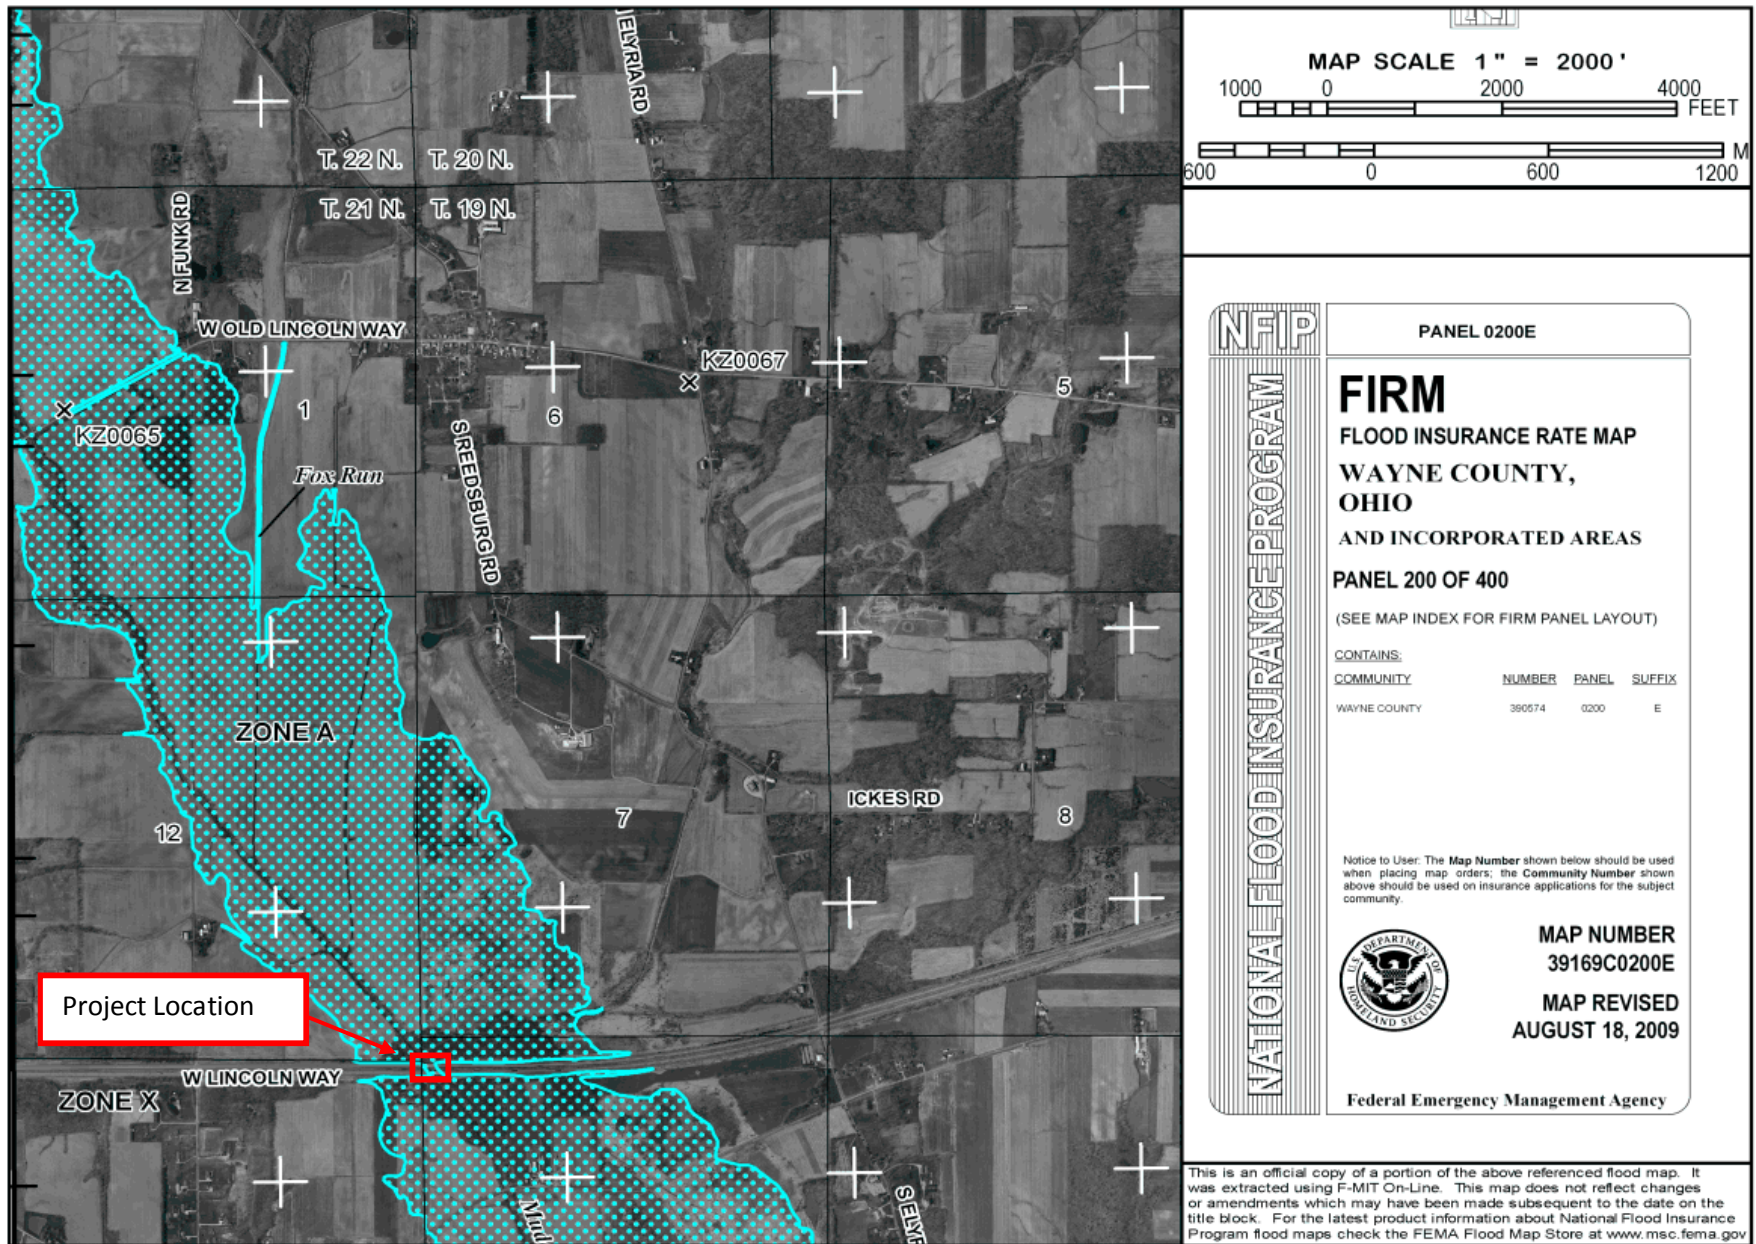 ELYRIA RD
T. 22 N. T. 20 N.
T. 21 N. T. 19 N.
N FUNK RD
W OLD LINCOLN WAY
KZ0067
KZ0065
1
6
5
Fox Run
S REEDSBURG RD
ZONE A
ICKES RD
12
7
8
Project Location
W LINCOLN WAY
ZONE X
Mud
S ELYR
MAP SCALE 1" = 2000'
1000 0 2000 4000
FEET
M
600 0 600 1200
NFIP
PANEL 0200E
NATIONAL FLOOD INSURANCE PROGRAM
FIRM
FLOOD INSURANCE RATE MAP
WAYNE COUNTY,
OHIO
AND INCORPORATED AREAS
PANEL 200 OF 400
(SEE MAP INDEX FOR FIRM PANEL LAYOUT)
CONTAINS:
COMMUNITY NUMBER PANEL SUFFIX
WAYNE COUNTY 390574 0200 E
Notice to User: The Map Number shown below should be used
when placing map orders; the Community Number shown
above should be used on insurance applications for the subject
community.
U.S. DEPARTMENT OF HOMELAND SECURITY
MAP NUMBER
39169C0200E
MAP REVISED
AUGUST 18, 2009
Federal Emergency Management Agency
This is an official copy of a portion of the above referenced flood map. It
was extracted using F-MIT On-Line. This map does not reflect changes
or amendments which may have been made subsequent to the date on the
title block. For the latest product information about National Flood Insurance
Program flood maps check the FEMA Flood Map Store at www.msc.fema.gov